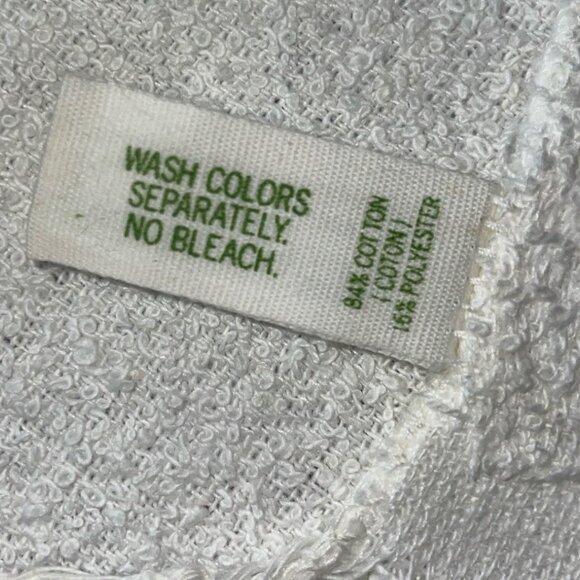 WASH COLORS
SEPARATELY.
NO BLEACH.
84% COTTON
( COTON )
16% POLYESTER